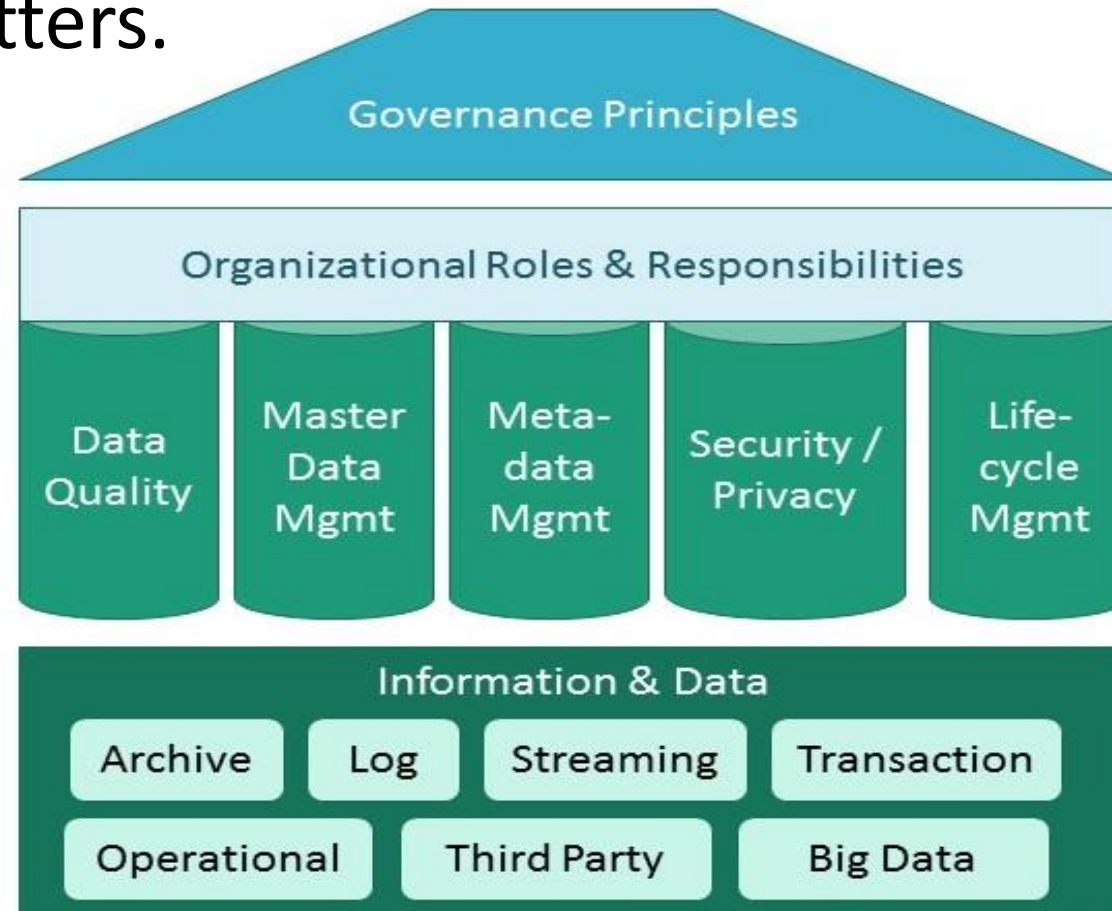 tters.
Governance Principles
Organizational Roles & Responsibilities
Data
Quality
Master
Data
Mgmt
Meta-
data
Mgmt
Security /
Privacy
Life-
cycle
Mgmt
Information & Data
Archive
Log
Streaming
Transaction
Operational
Third Party
Big Data